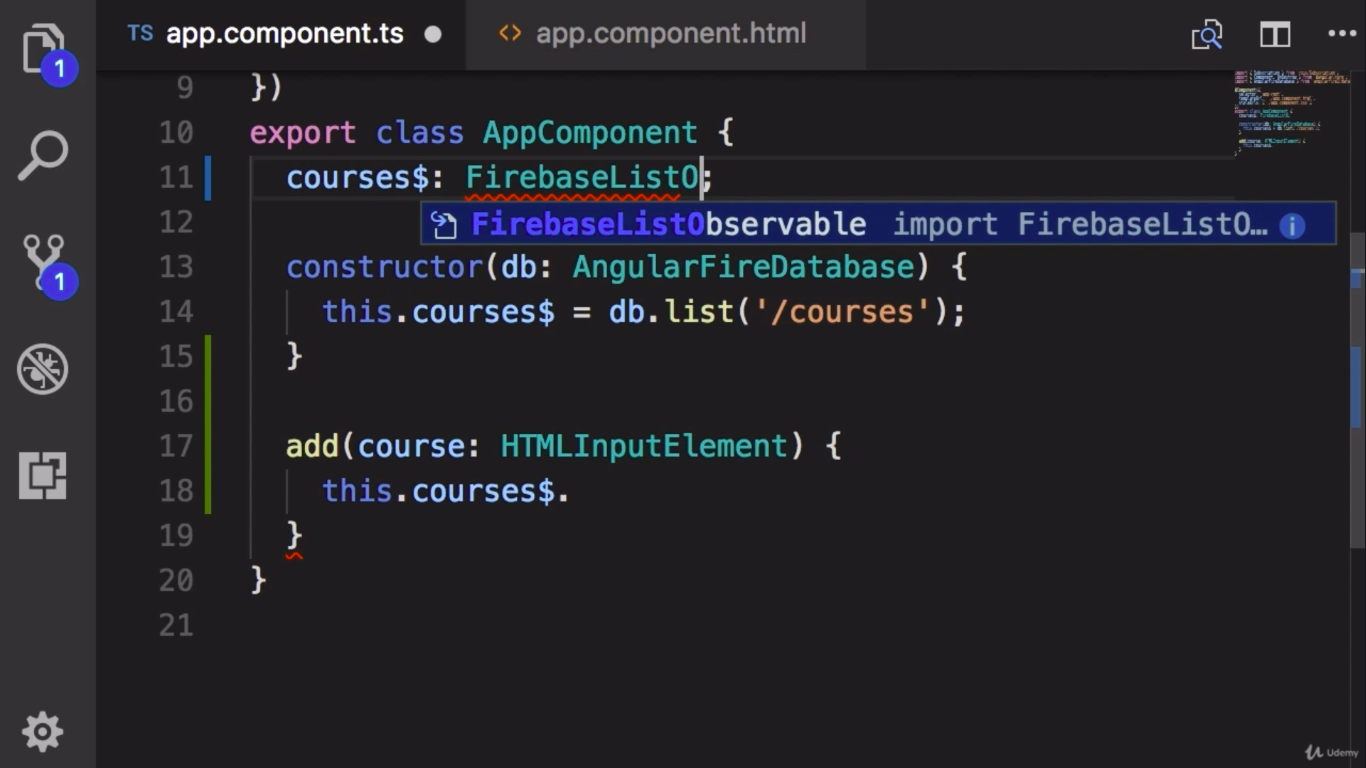 TS app.component.ts app.component.html
1
9 })
10 export class AppComponent {
11 courses$: FirebaseListO;
12 FirebaseListObservable import FirebaseListO…
13 constructor(db: AngularFireDatabase) {
14 this.courses$ = db.list('/courses');
1
15 }
16
17 add(course: HTMLInputElement) {
18 this.courses$.
19 }
20 }
21
Udemy